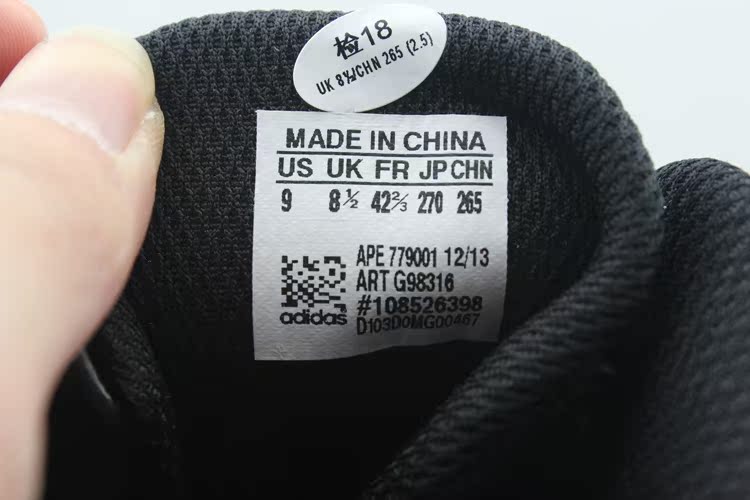 检18
UK 8½CHN 265 (2.5)
MADE IN CHINA
US UK FR JP CHN
9 8½ 42⅔ 270 265
APE 779001 12/13
ART G98316
#108526398
adidas
D103D0MG00467